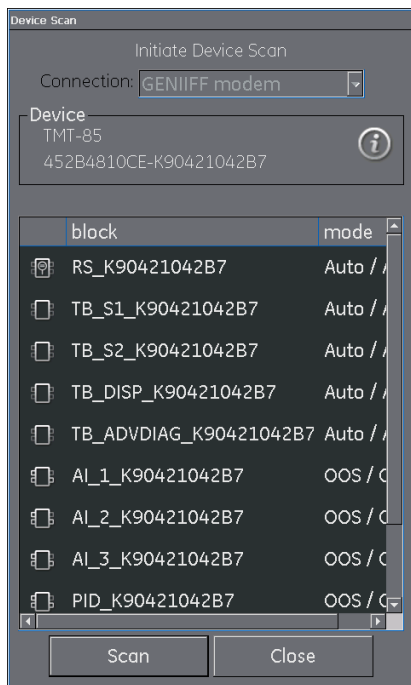 Device Scan
Initiate Device Scan
Connection: GENIIFF modem
Device
TMT-85
452B4810CE-K90421042B7
block mode
RS_K90421042B7 Auto /
TB_S1_K90421042B7 Auto /
TB_S2_K90421042B7 Auto /
TB_DISP_K90421042B7 Auto /
TB_ADVDIAG_K90421042B7 Auto /
AI_1_K90421042B7 OOS /
AI_2_K90421042B7 OOS /
AI_3_K90421042B7 OOS /
PID_K90421042B7 OOS /
Scan Close